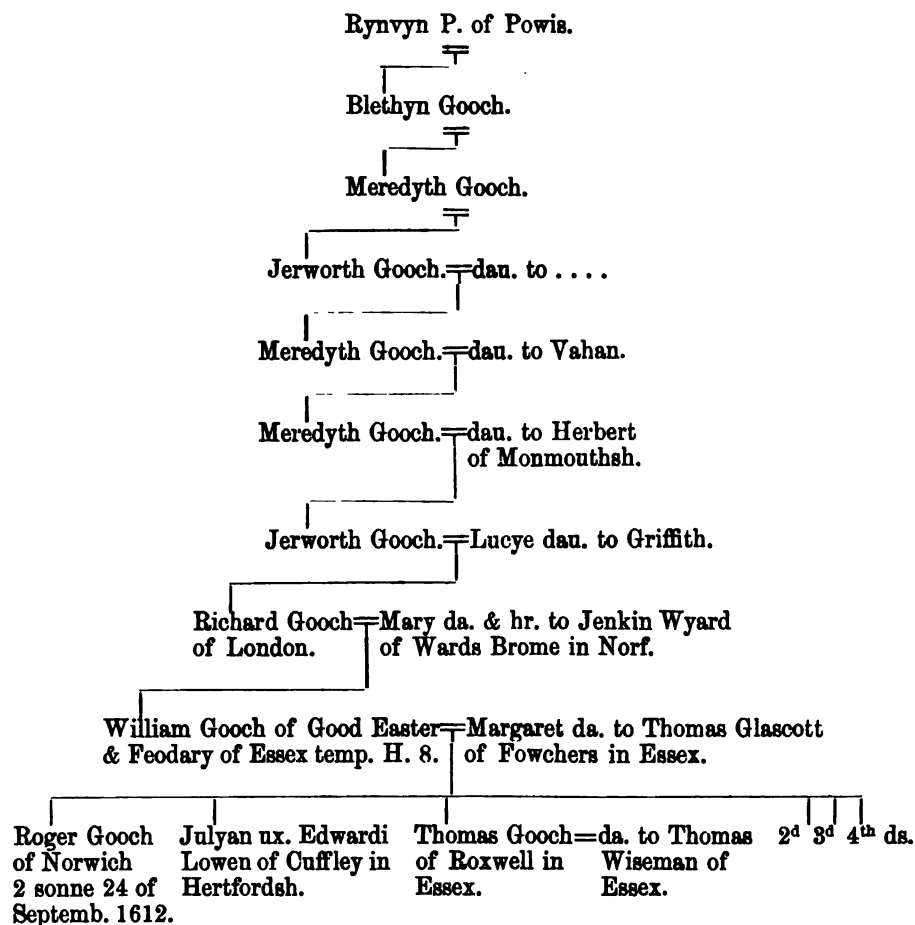 Rynvyn P. of Powis.
Blethyn Gooch.
Meredyth Gooch.
Jerworth Gooch.=dau. to . . . .
Meredyth Gooch.=dau. to Vahan.
Meredyth Gooch.=dau. to Herbert
of Monmouthsh.
Jerworth Gooch.=Lucye dau. to Griffith.
Richard Gooch=Mary da. & hr. to Jenkin Wyard
of London. of Wards Brome in Norf.
William Gooch of Good Easter=Margaret da. to Thomas Glascott
& Feodary of Essex temp. H. 8. of Fowchers in Essex.
Roger Gooch
of Norwich
2 sonne 24 of
Septemb. 1612.
Julyan ux. Edwardi
Lowen of Cuffley in
Hertfordsh.
Thomas Gooch=da. to Thomas
of Roxwell in Wiseman of
Essex. Essex.
2d 3d 4th ds.